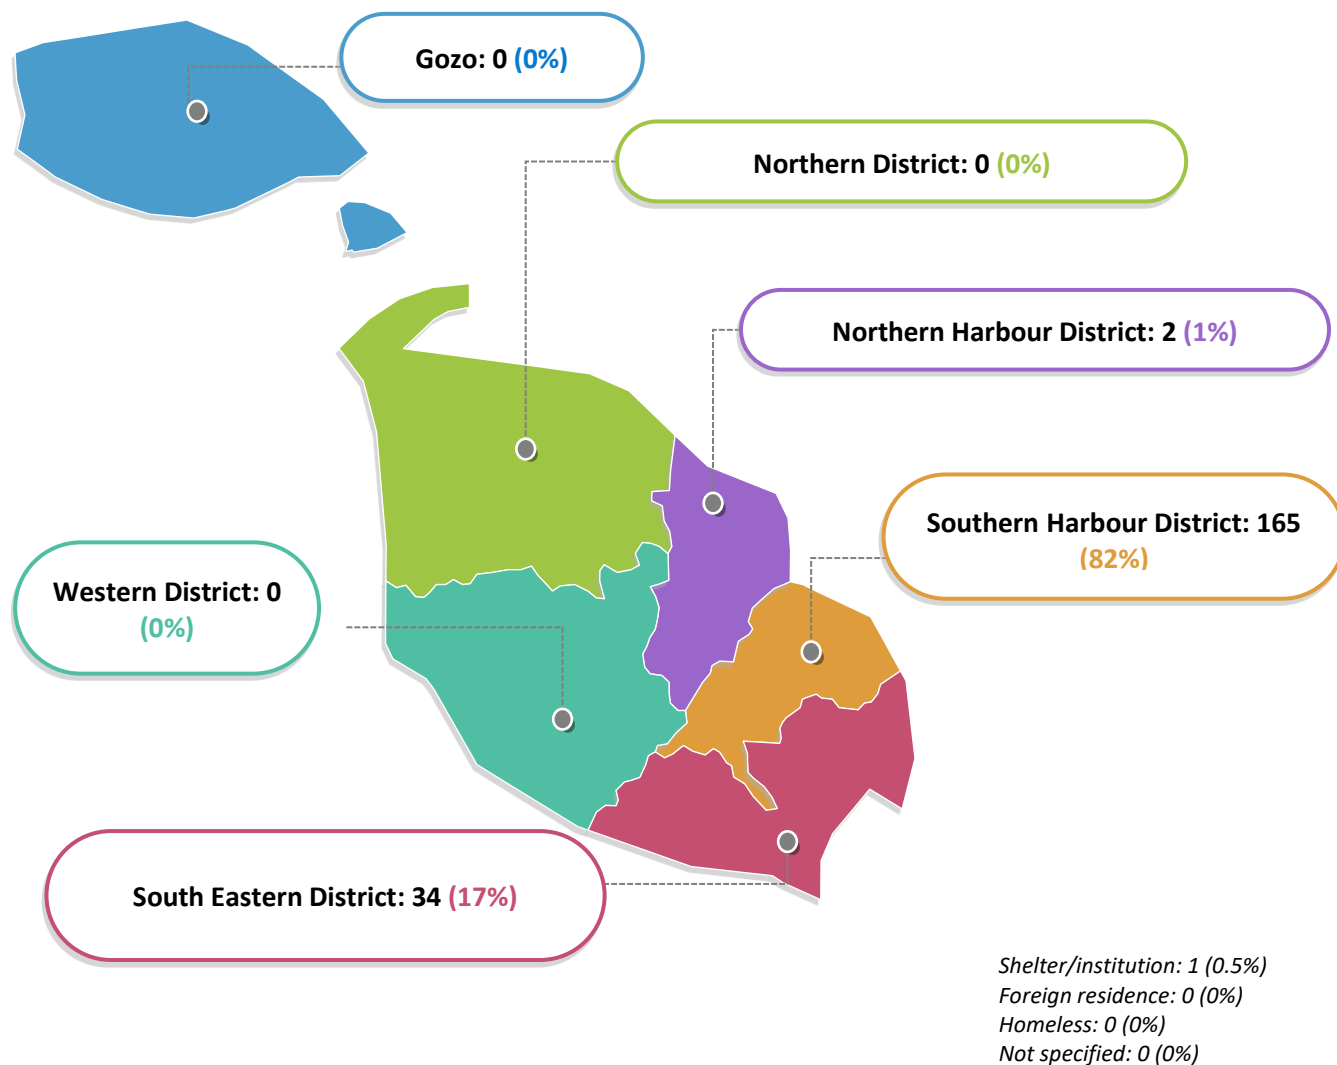 Gozo: 0 (0%)
Northern District: 0 (0%)
Northern Harbour District: 2 (1%)
Southern Harbour District: 165
(82%)
Western District: 0
(0%)
South Eastern District: 34 (17%)
Shelter/institution: 1 (0.5%)
Foreign residence: 0 (0%)
Homeless: 0 (0%)
Not specified: 0 (0%)